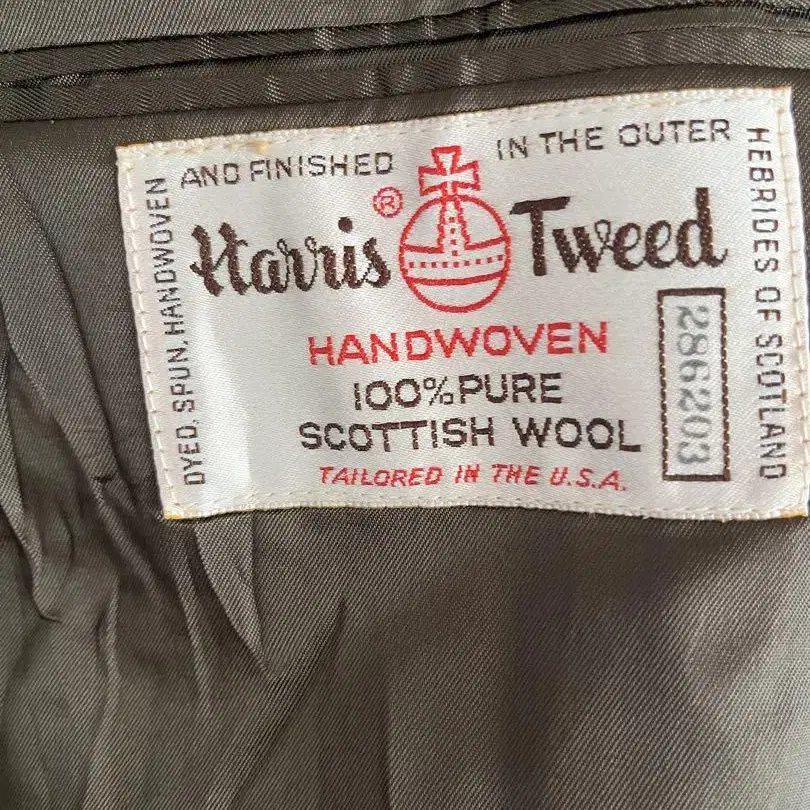 DYED, SPUN, HANDWOVEN
AND FINISHED
IN THE OUTER
HEBRIDES OF SCOTLAND
Harris ® Tweed
HANDWOVEN
100% PURE
SCOTTISH WOOL
TAILORED IN THE U.S.A.
286203